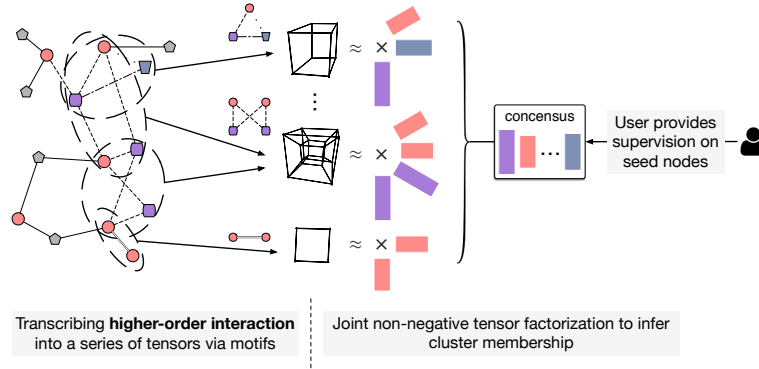 concensus
User provides
supervision on
seed nodes
Transcribing higher-order interaction
into a series of tensors via motifs
Joint non-negative tensor factorization to infer
cluster membership